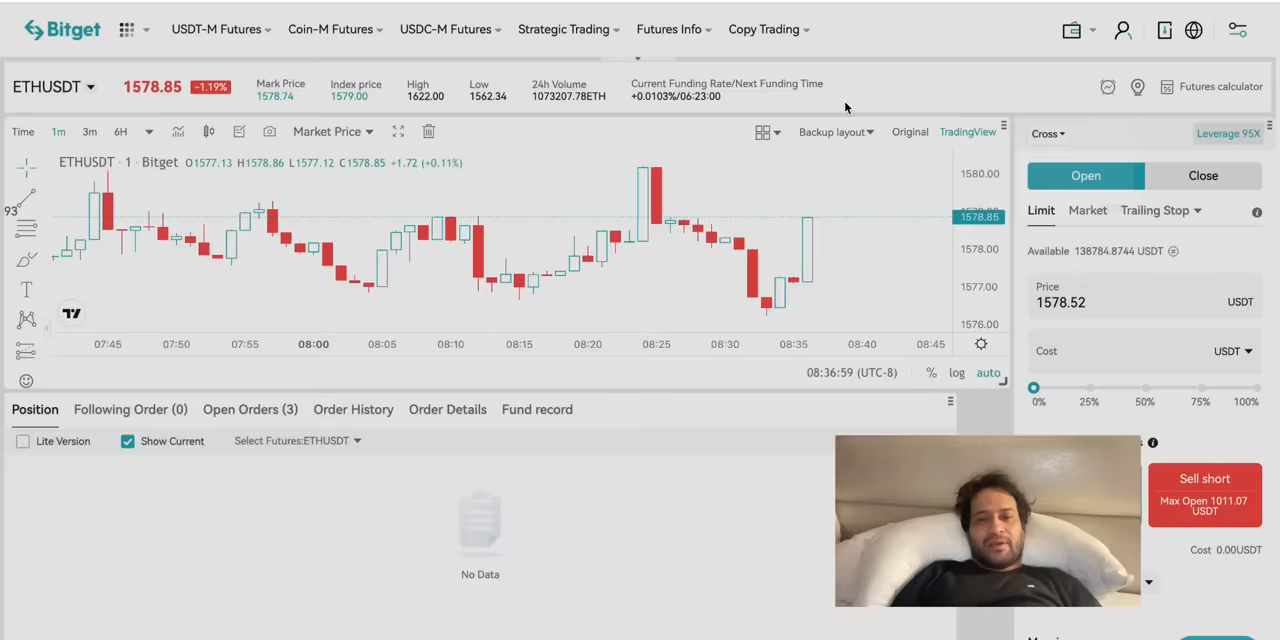 Bitget
USDT-M Futures
Coin-M Futures
USDC-M Futures
Strategic Trading
Futures Info
Copy Trading
ETHUSDT
1578.85
-1.19%
Mark Price
1578.74
Index price
1579.00
High
1622.00
Low
1562.34
24h Volume
1073207.78ETH
Current Funding Rate/Next Funding Time
+0.0103%/06:23:00
Futures calculator
Time 1m 3m 6H
Market Price
Backup layout
Original
TradingView
ETHUSDT · 1 · Bitget O1577.13 H1578.86 L1577.12 C1578.85 +1.72 (+0.11%)
93
T
1580.00
1578.85
1578.00
1577.00
1576.00
07:45 07:50 07:55 08:00 08:05 08:10 08:15 08:20 08:25 08:30 08:35 08:40 08:45
08:36:59 (UTC-8)
% log auto
Cross
Leverage 95X
Open
Close
Limit
Market
Trailing Stop
Available 138784.8744 USDT
Price
1578.52
USDT
Cost
USDT
0% 25% 50% 75% 100%
Sell short
Max Open 1011.07
USDT
Cost 0.00USDT
Position
Following Order (0)
Open Orders (3)
Order History
Order Details
Fund record
Lite Version
Show Current
Select Futures:ETHUSDT
No Data